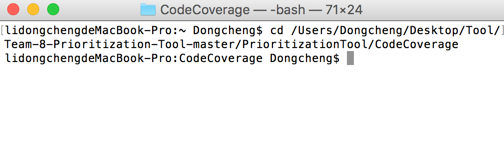 CodeCoverage — -bash — 71×24
[lidongchengdeMacBook-Pro:~ Dongcheng$ cd /Users/Dongcheng/Desktop/Tool/]
Team-8-Prioritization-Tool-master/PrioritizationTool/CodeCoverage
lidongchengdeMacBook-Pro:CodeCoverage Dongcheng$